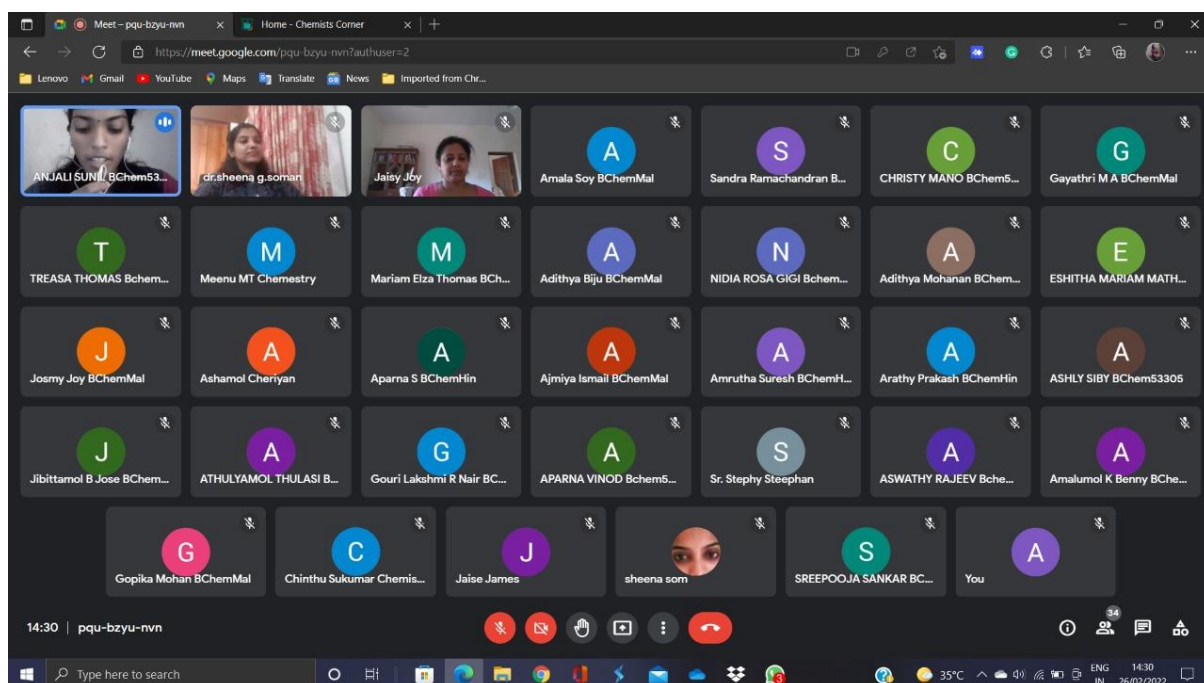 Meet – pqu-bzyu-nvn
Home - Chemists Corner
https://meet.google.com/pqu-bzyu-nvn?authuser=2
Lenovo Gmail YouTube Maps Translate News Imported from Chr...
ANJALI SUNIL BChem53...
dr.sheena g.soman
Jaisy Joy
A
Amala Soy BChemMal
S
Sandra Ramachandran B...
C
CHRISTY MANO BChem5...
G
Gayathri M A BChemMal
T
TREASA THOMAS Bchem...
M
Meenu MT Chemestry
M
Mariam Elza Thomas BCh...
A
Adithya Biju BChemMal
N
NIDIA ROSA GIGI Bchem...
A
Adithya Mohanan BChem...
E
ESHITHA MARIAM MATH...
J
Josmy Joy BChemMal
A
Ashamol Cheriyan
A
Aparna S BChemHin
A
Ajmiya Ismail BChemMal
A
Amrutha Suresh BChemH...
A
Arathy Prakash BChemHin
A
ASHLY SIBY BChem53305
J
Jibittamol B Jose BChem...
A
ATHULYAMOL THULASI B...
G
Gouri Lakshmi R Nair BC...
A
APARNA VINOD BChem5...
S
Sr. Stephy Steephan
A
ASWATHY RAJEEV Bche...
A
Amalumol K Benny BChe...
G
Gopika Mohan BChemMal
C
Chinthu Sukumar Chemis...
J
Jaise James
sheena som
S
SREEPOOJA SANKAR BC...
A
You
14:30 | pqu-bzyu-nvn
34
Type here to search
3
35°C
ENG
IN
14:30
26/02/2022